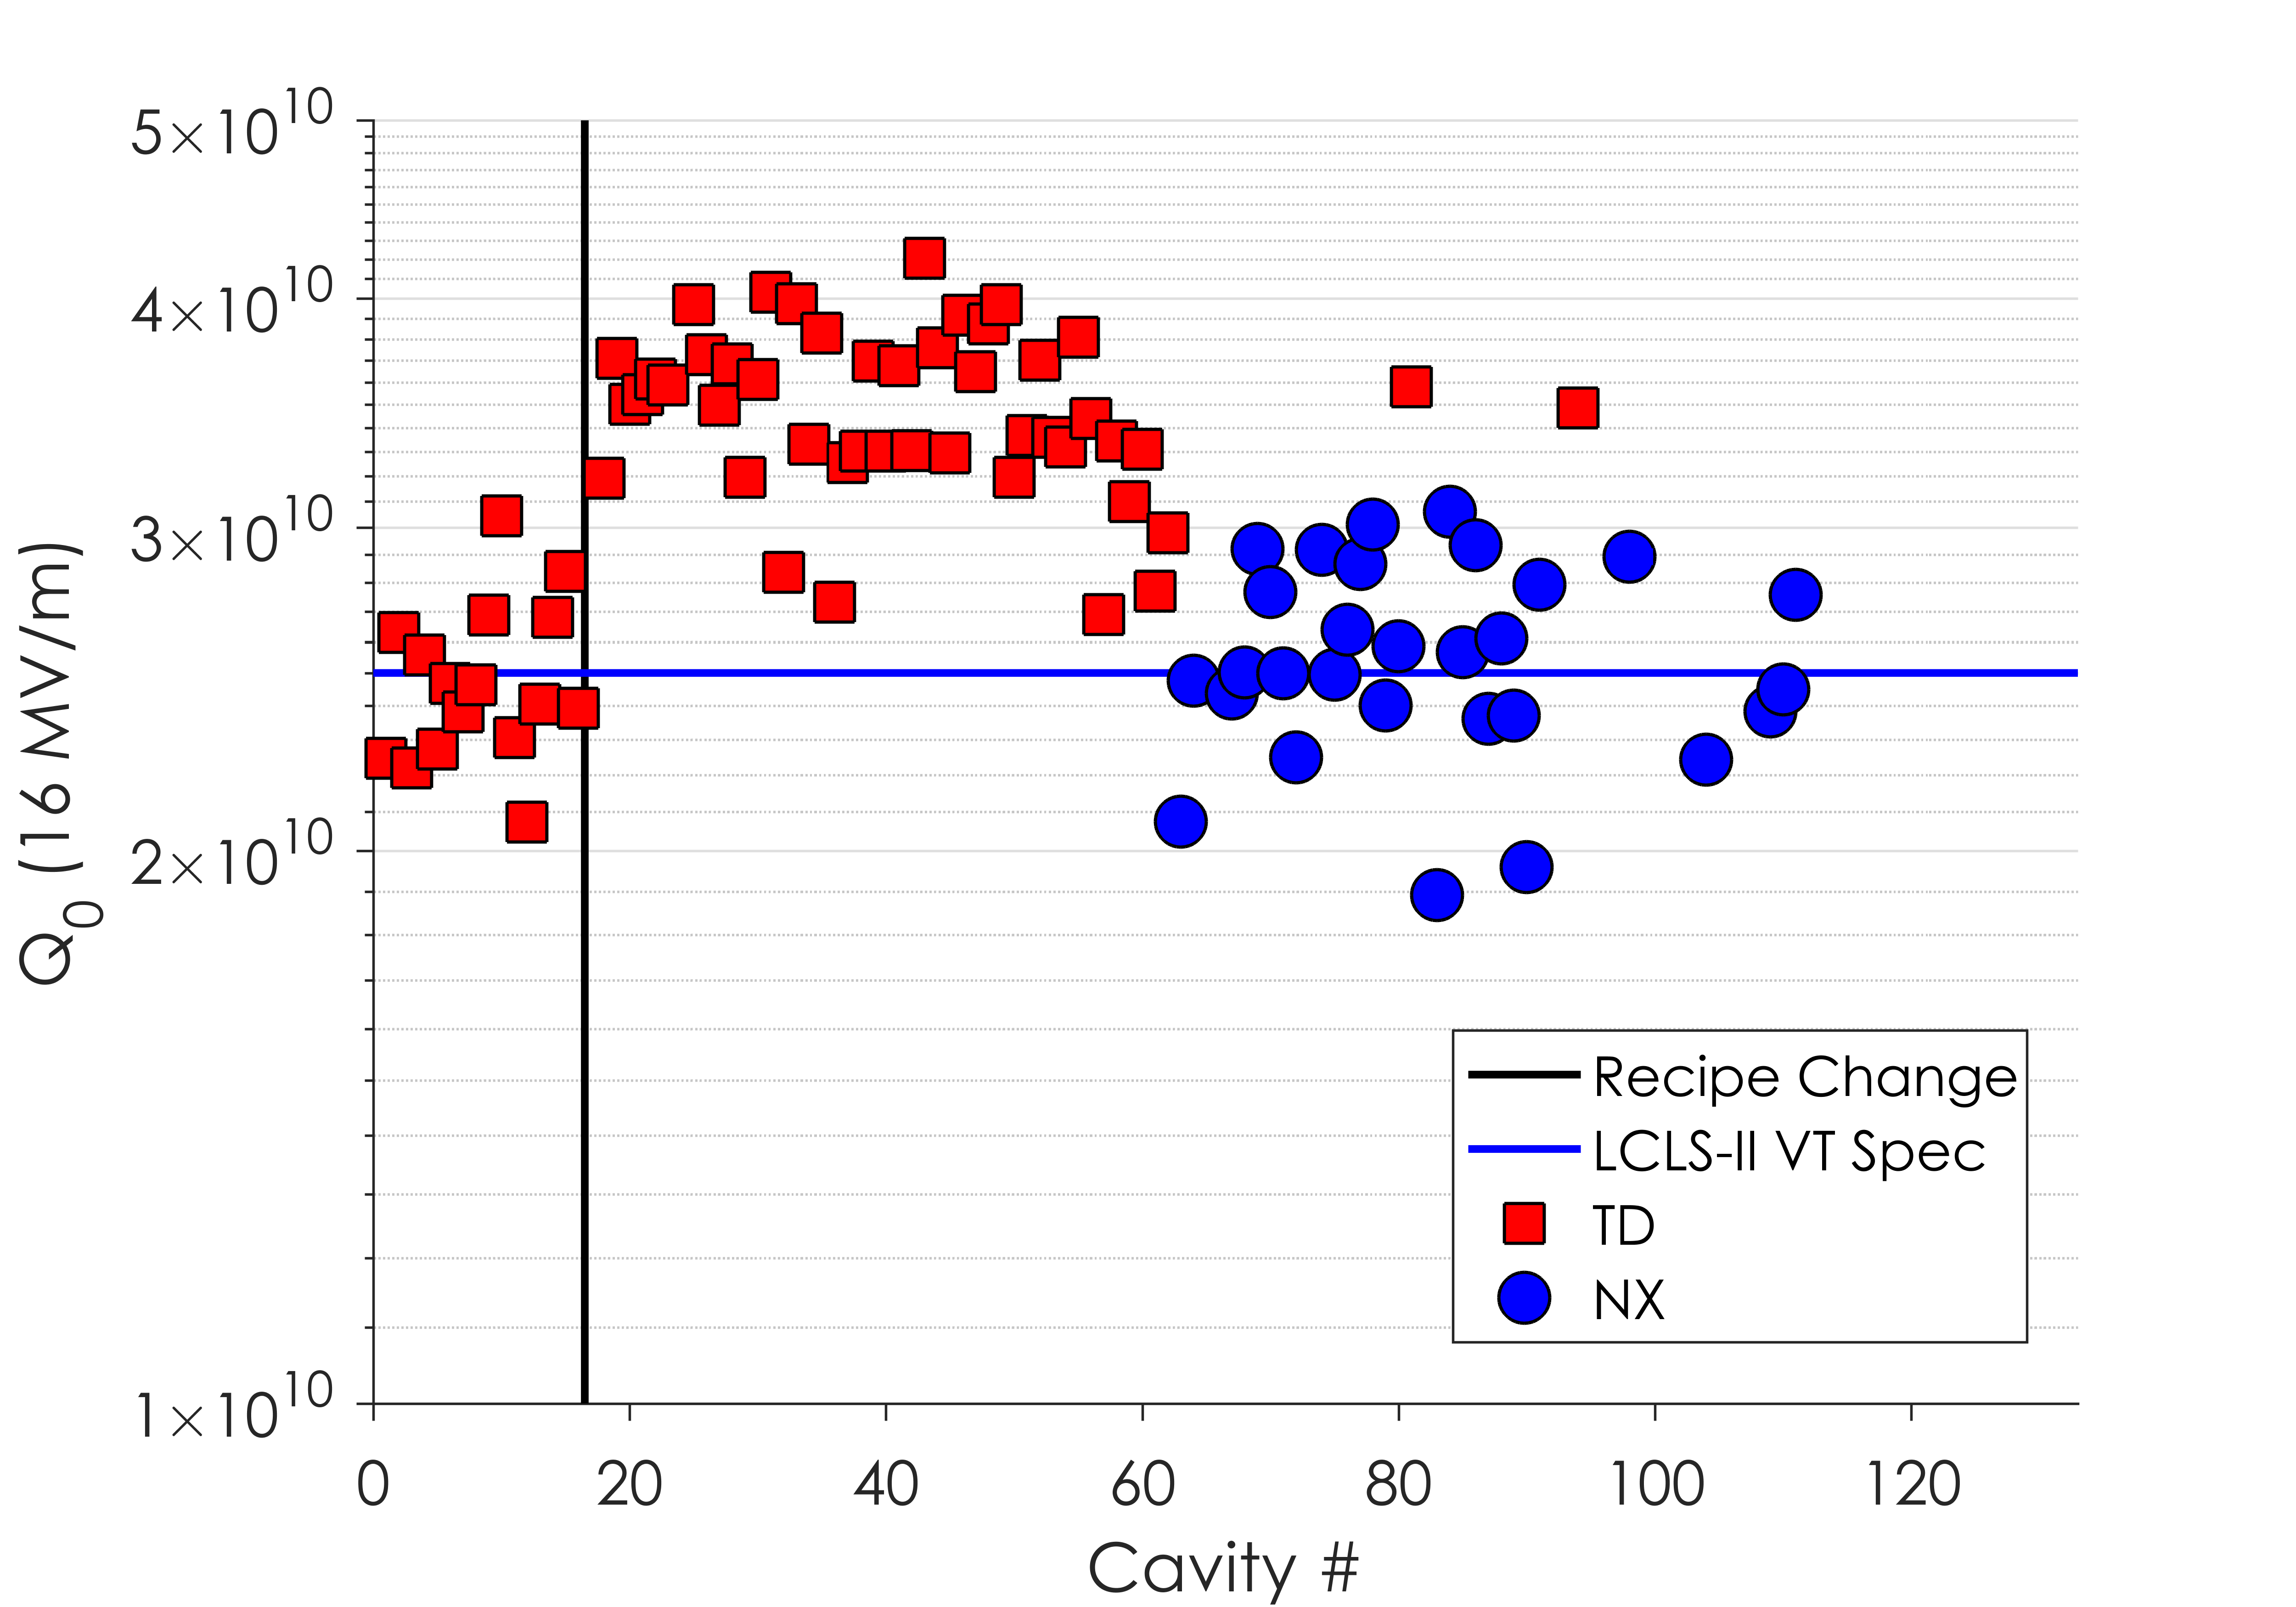 5×10^10
4×10^10
3×10^10
2×10^10
1×10^10
Q_0 (16 MV/m)
0 20 40 60 80 100 120
Cavity #
Recipe Change
LCLS-II VT Spec
TD
NX